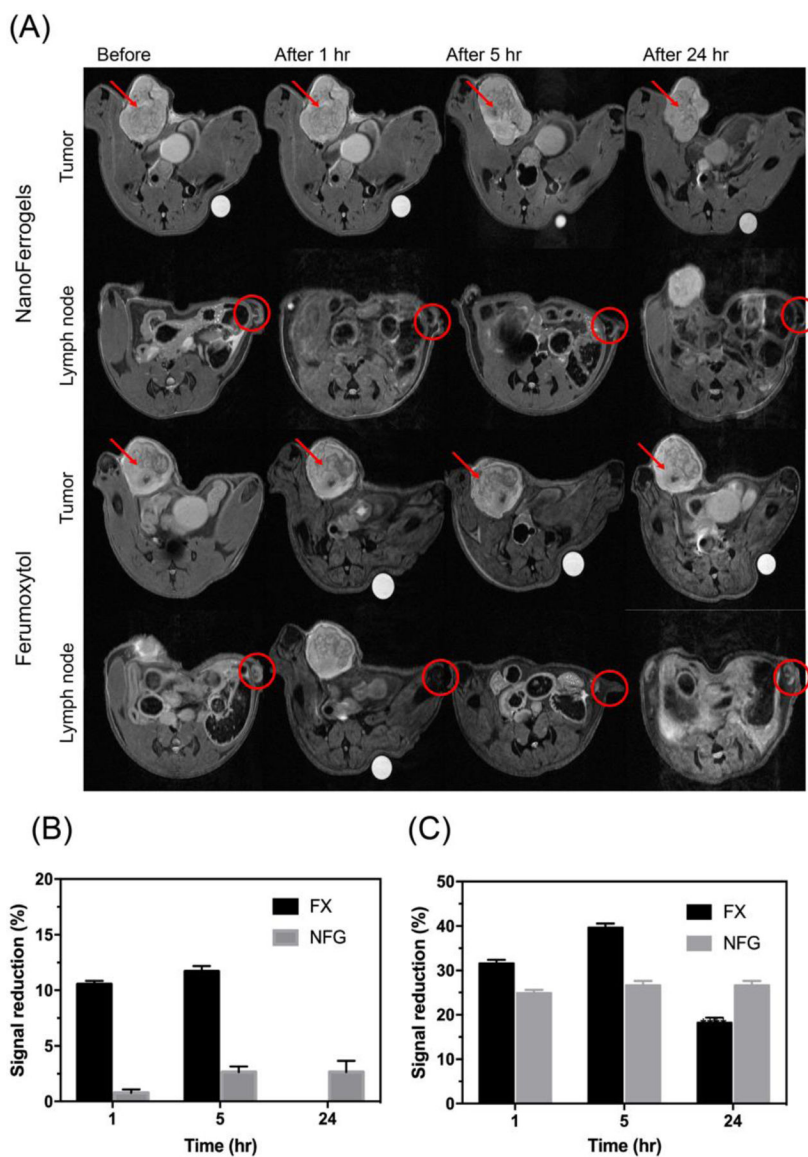 (A)
Before After 1 hr After 5 hr After 24 hr
NanoFerrogels
Tumor
Lymph node
Ferumoxytol
Tumor
Lymph node
(B)
Signal reduction (%)
20
15
10
5
0
FX
NFG
1 5 24
Time (hr)
(C)
Signal reduction (%)
50
40
30
20
30
0
FX
NFG
1 5 24
Time (hr)